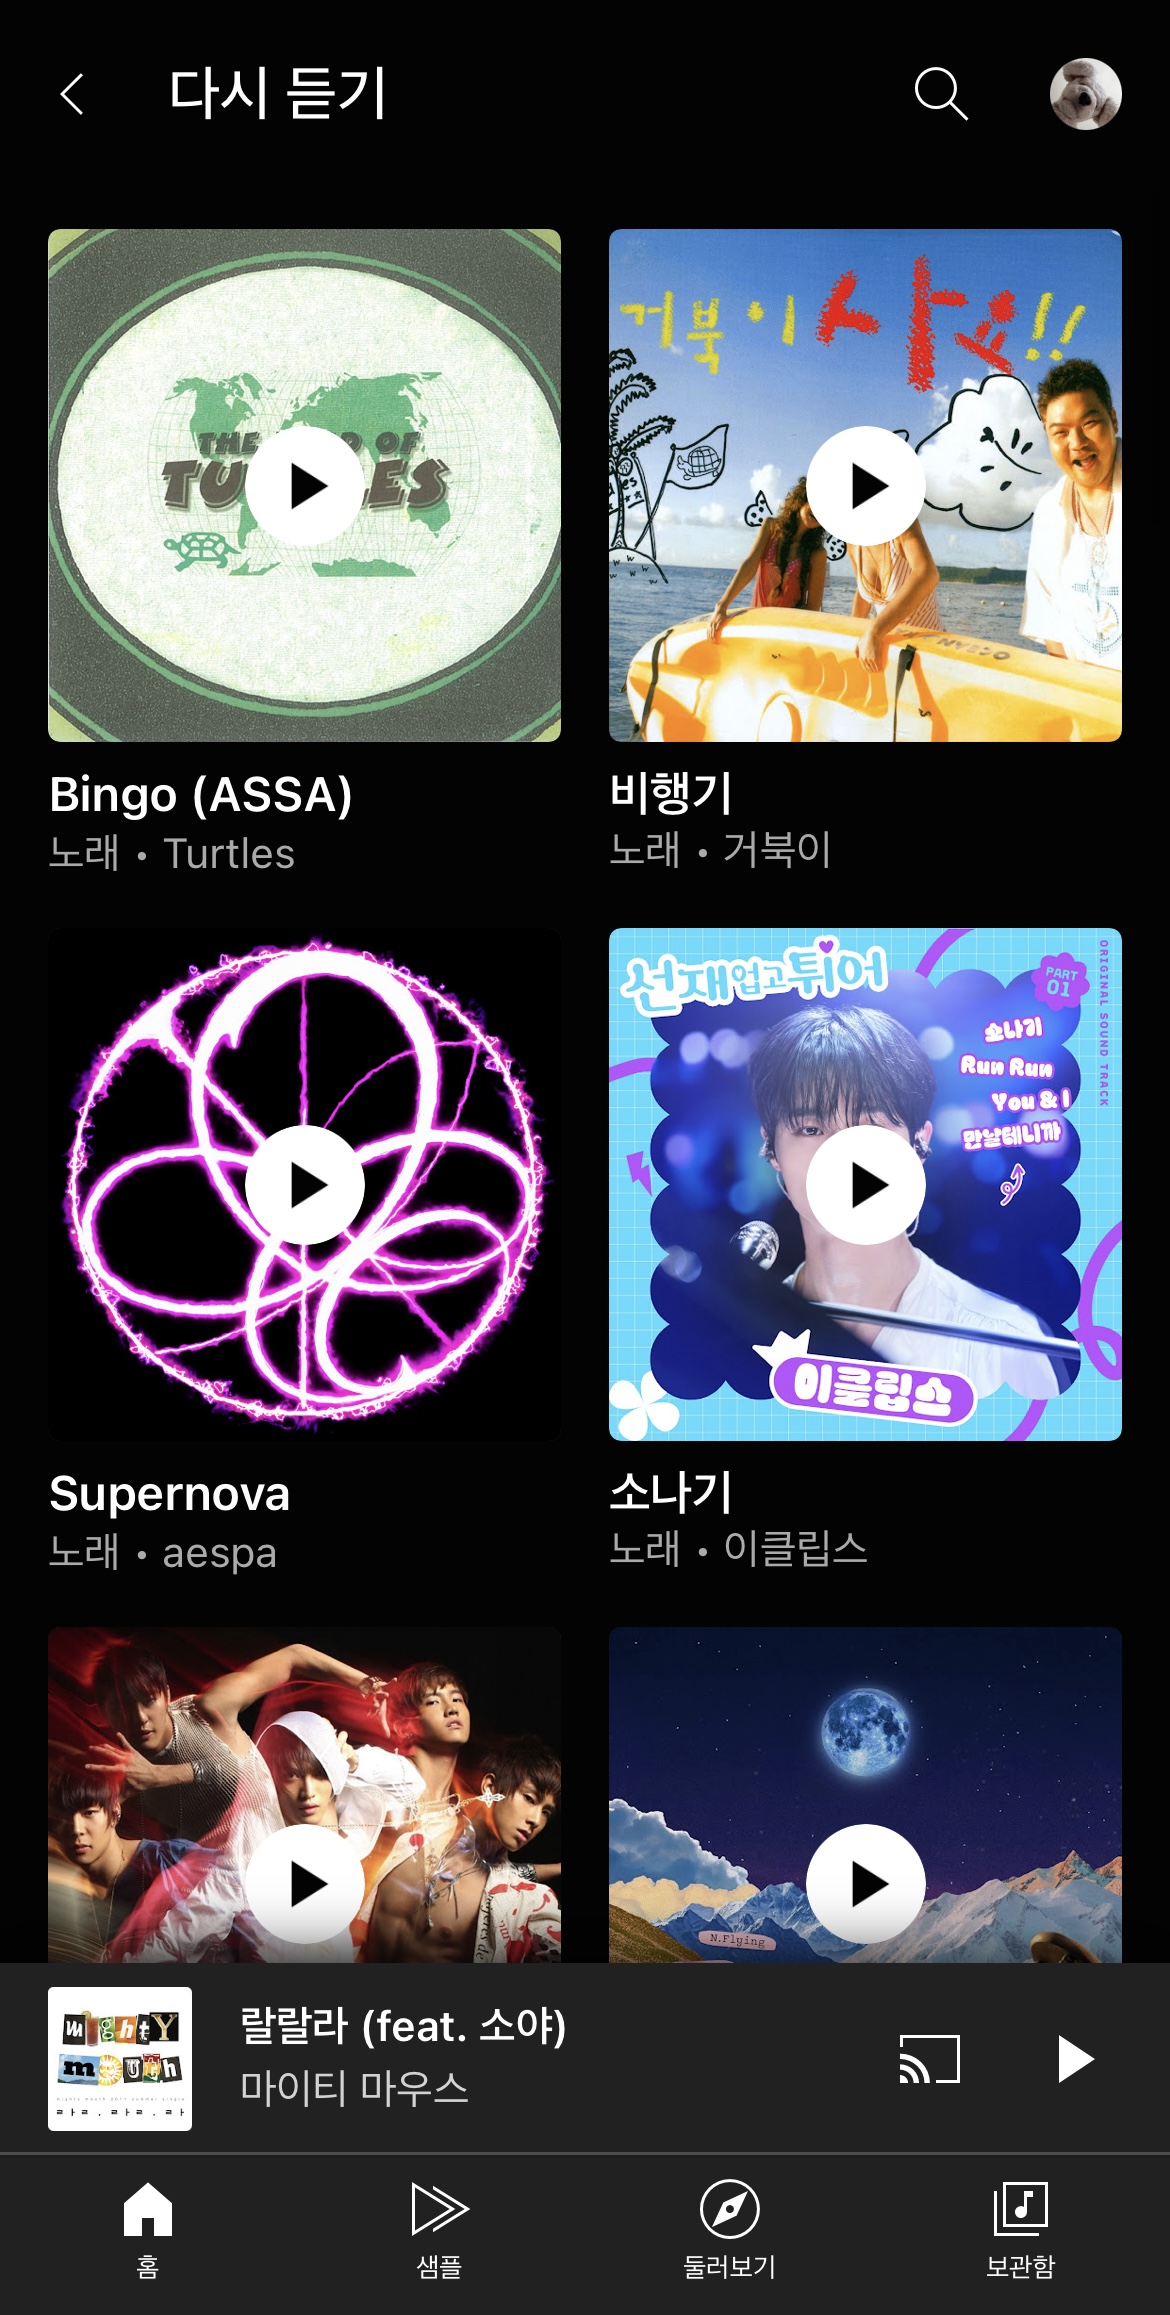 다시 듣기
THE
OF
거북이 사요!!
OCEAN
Bingo (ASSA)
노래 • Turtles
비행기
노래 • 거북이
선재업고튀어
PART
01
ORIGINAL SOUND TRACK
소나기
Run Run
You & I
만날테니까
이클립스
Supernova
노래 • aespa
소나기
노래 • 이클립스
N.Flying
mightY
mouth
랄랄라 (feat. 소야)
마이티 마우스
홈
샘플
둘러보기
보관함